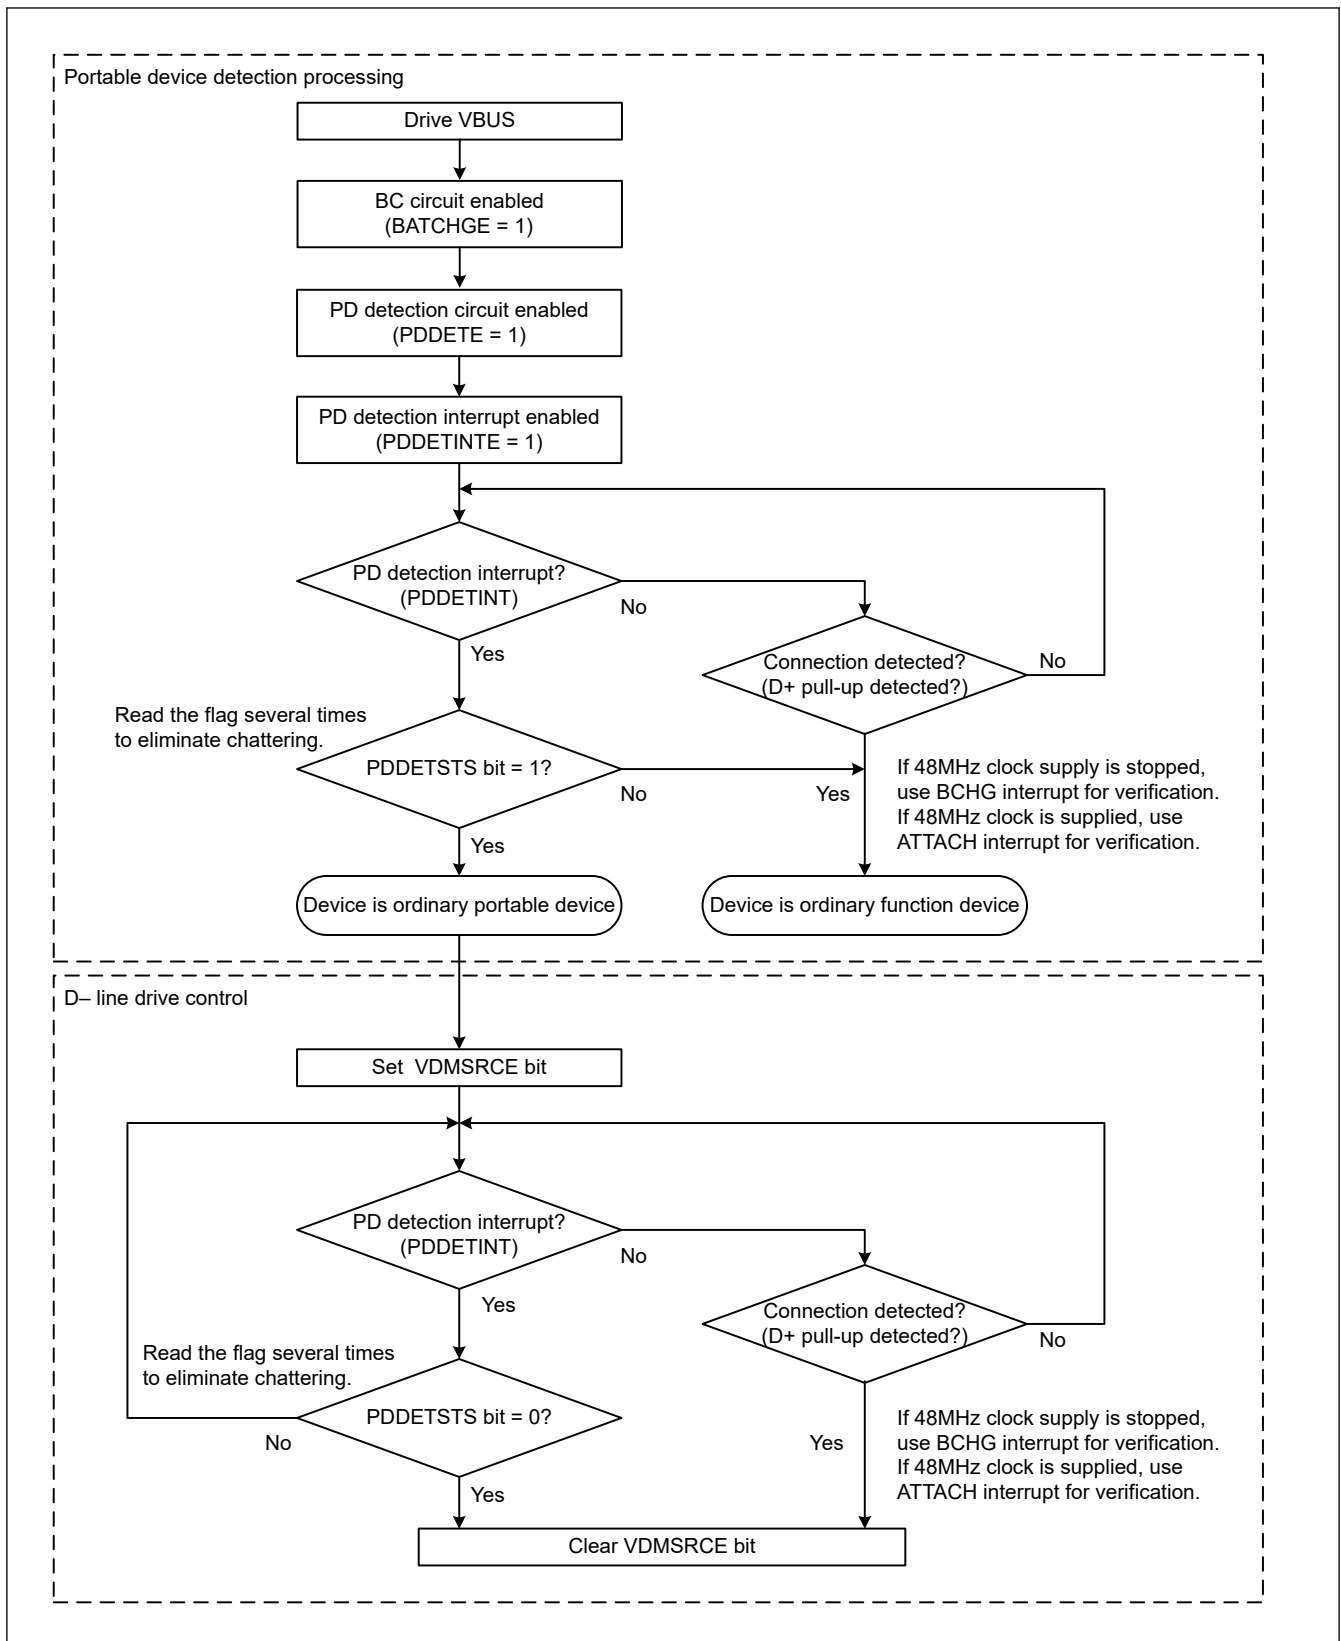 Portable device detection processing
Drive VBUS
BC circuit enabled
(BATCHGE = 1)
PD detection circuit enabled
(PDDETE = 1)
PD detection interrupt enabled
(PDDETINTE = 1)
PD detection interrupt?
(PDDETINT)
No
Yes
Connection detected?
(D+ pull-up detected?)
No
Read the flag several times
to eliminate chattering.
PDDETSTS bit = 1?
No
Yes
Yes
If 48MHz clock supply is stopped,
use BCHG interrupt for verification.
If 48MHz clock is supplied, use
ATTACH interrupt for verification.
Device is ordinary portable device
Device is ordinary function device
D– line drive control
Set  VDMSRCE bit
PD detection interrupt?
(PDDETINT)
No
Yes
Connection detected?
(D+ pull-up detected?)
No
Read the flag several times
to eliminate chattering.
PDDETSTS bit = 0?
No
Yes
Yes
If 48MHz clock supply is stopped,
use BCHG interrupt for verification.
If 48MHz clock is supplied, use
ATTACH interrupt for verification.
Clear VDMSRCE bit